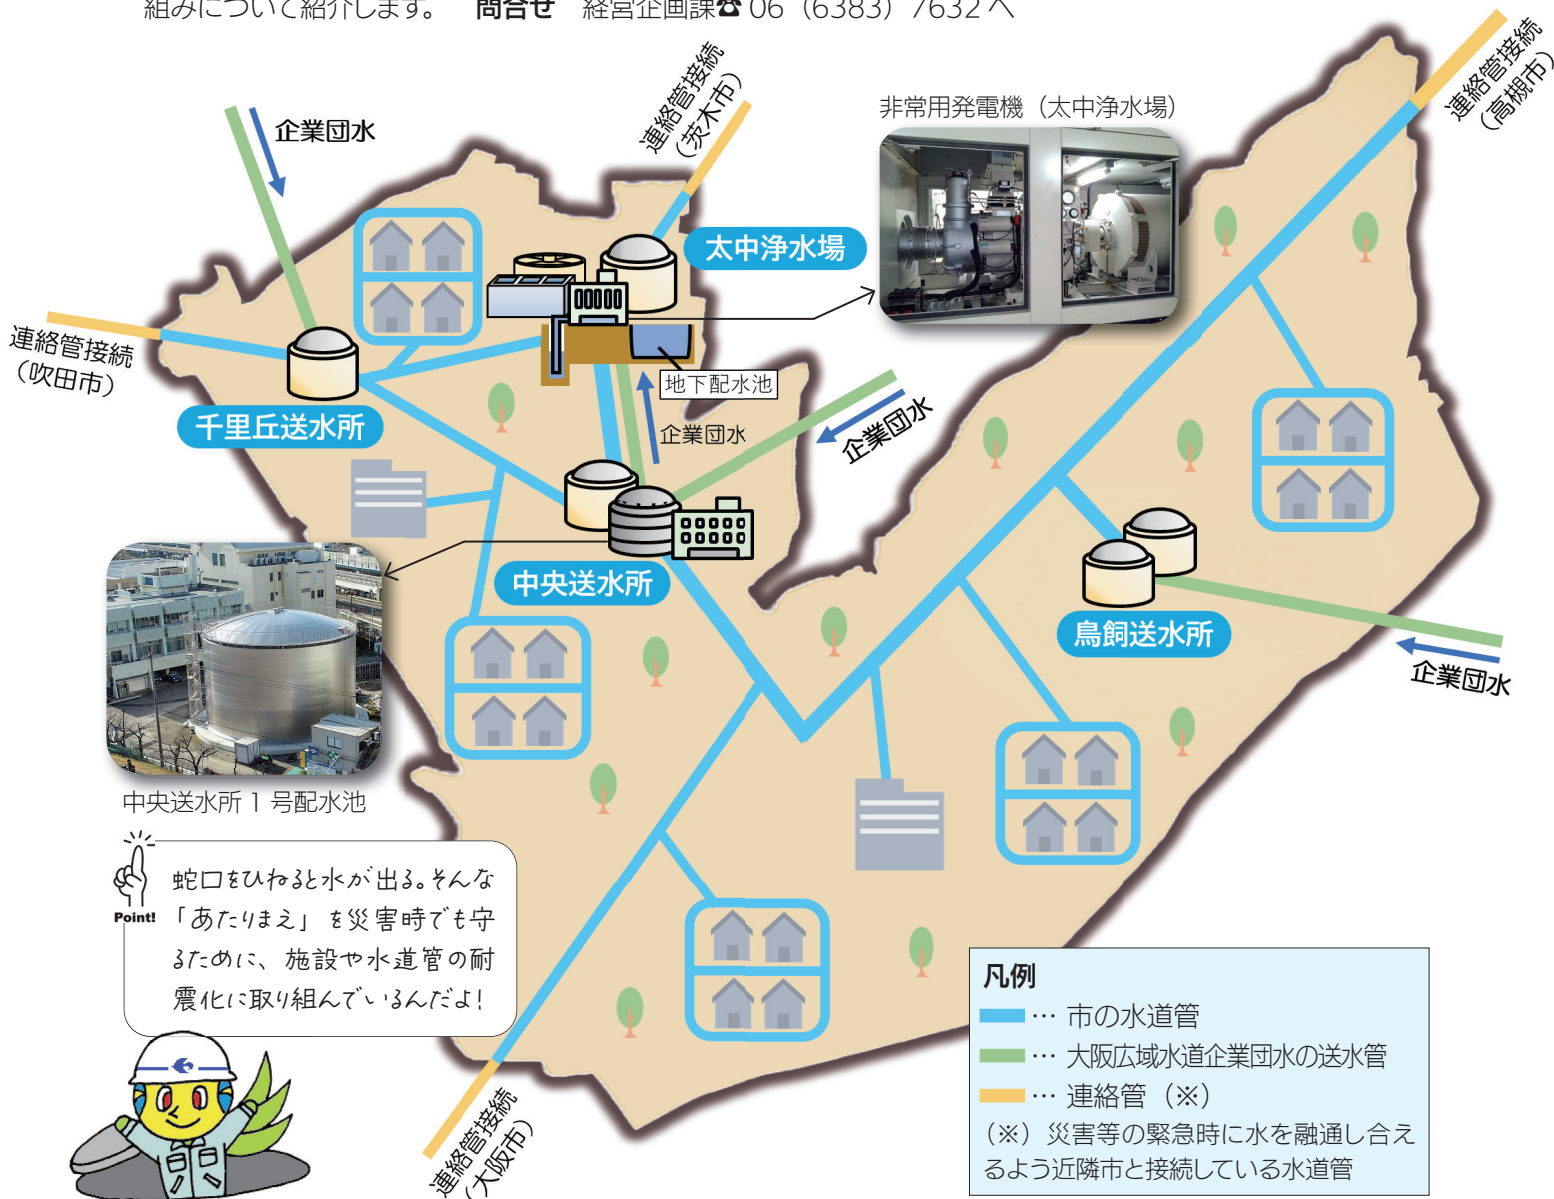 組みについて紹介します。 問合せ 経営企画課☎06（6383）7632へ
連絡管接続
（高槻市）
連絡管接続
（茨木市）
非常用発電機（太中浄水場）
企業団水
太中浄水場
連絡管接続
（吹田市）
地下配水池
千里丘送水所
企業団水
企業団水
中央送水所
鳥飼送水所
企業団水
中央送水所1号配水池
Point!
蛇口をひねると水が出る。そんな
「あたりまえ」を災害時でも守
るために、施設や水道管の耐
震化に取り組んでいるんだよ！
連絡管接続
（大阪市）
凡例
… 市の水道管
… 大阪広域水道企業団水の送水管
… 連絡管（※）
（※）災害等の緊急時に水を融通し合え
るよう近隣市と接続している水道管